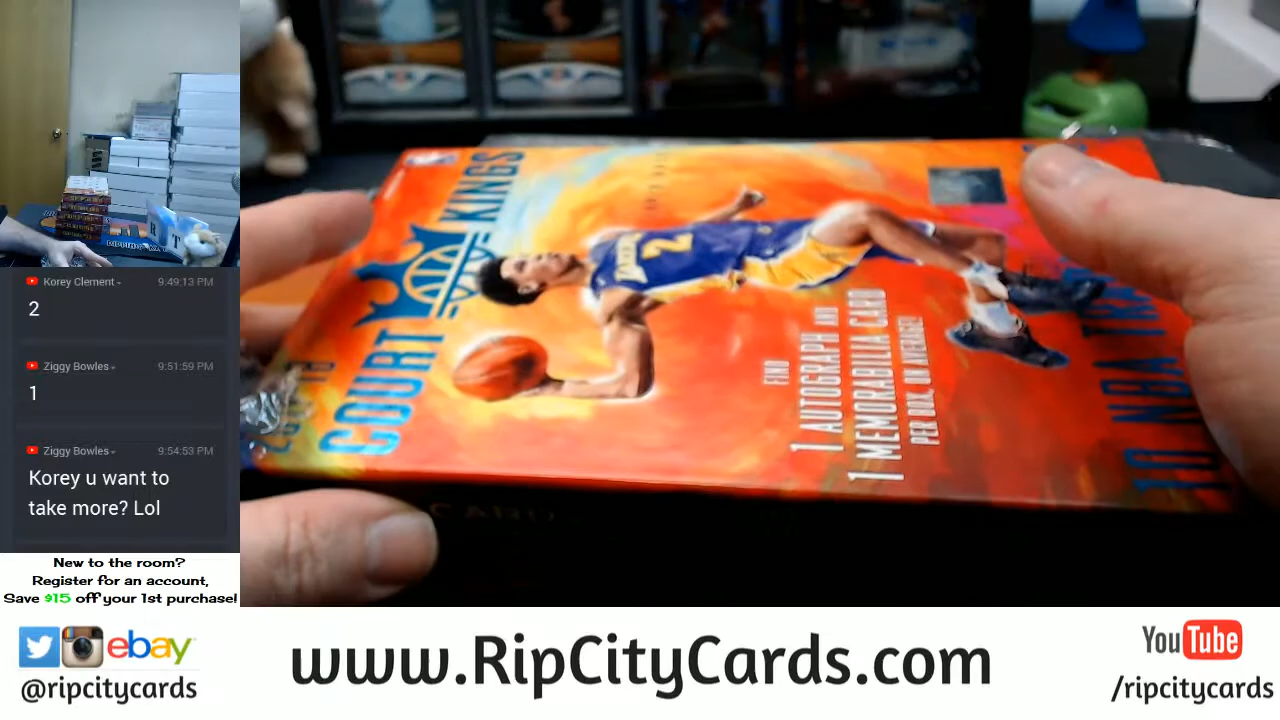 Korey Clement
9:49:13 PM
2
Ziggy Bowles
9:51:59 PM
1
Ziggy Bowles
9:54:53 PM
Korey u want to
take more? Lol
New to the room?
Register for an account,
Save $15 off your 1st purchase!
COURT KINGS
LAKERS
2
FIND
1 AUTOGRAPH AND
1 MEMORABILIA CARD
PER BOX, ON AVERAGE!
10 NBA
ebay
@ripcitycards
www.RipCityCards.com
YouTube
/ripcitycards